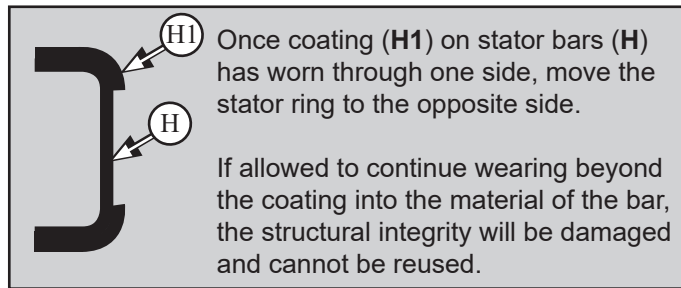 H1
H
Once coating (H1) on stator bars (H)
has worn through one side, move the
stator ring to the opposite side.
If allowed to continue wearing beyond
the coating into the material of the bar,
the structural integrity will be damaged
and cannot be reused.